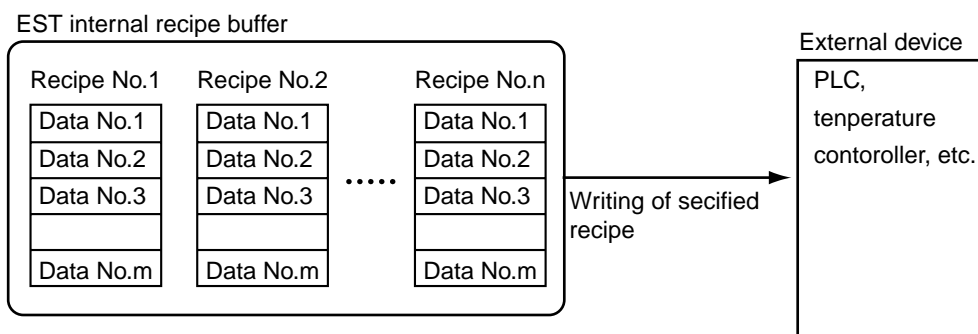 EST internal recipe buffer
External device
Recipe No.1 Recipe No.2 Recipe No.n
Data No.1 Data No.1 Data No.1
Data No.2 Data No.2 Data No.2
Data No.3 Data No.3 Data No.3
Data No.m Data No.m Data No.m
Writing of secified
recipe
PLC,
tenperature
contoroller, etc.